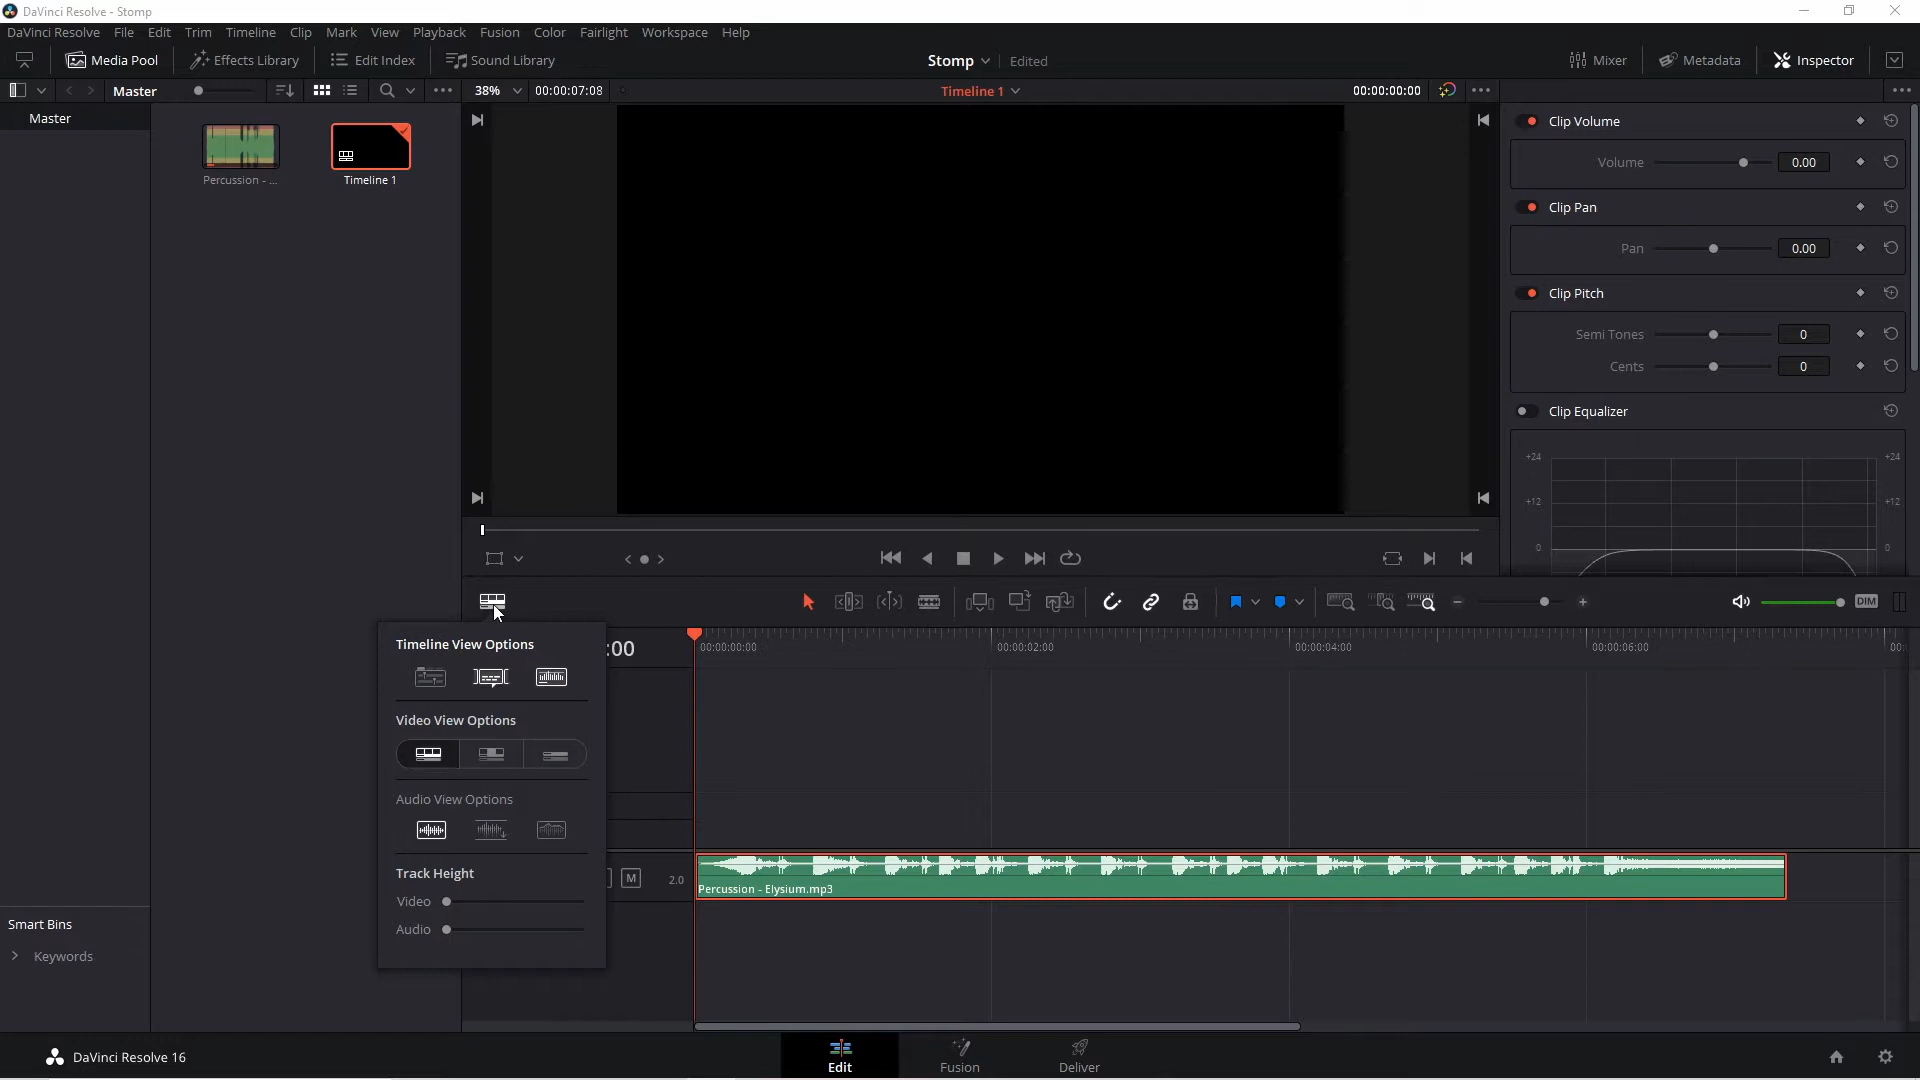 DaVinci Resolve - Stomp
DaVinci Resolve File Edit Trim Timeline Clip Mark View Playback Fusion Color Fairlight Workspace Help
Media Pool Effects Library Edit Index Sound Library Stomp Edited Mixer Metadata Inspector
Master 38% 00:00:07:08 Timeline 1 00:00:00:00
Master
Percussion - ...
Timeline 1
Clip Volume
Volume 0.00
Clip Pan
Pan 0.00
Clip Pitch
Semi Tones 0
Cents 0
Clip Equalizer
+24 +24
+12 +12
0 0
DIM
Timeline View Options
Video View Options
Audio View Options
Track Height
Video
Audio
:00
00:00:00:00 00:00:02:00 00:00:04:00 00:00:06:00 00:
M 2.0
Percussion - Elysium.mp3
Smart Bins
Keywords
DaVinci Resolve 16
Edit Fusion Deliver